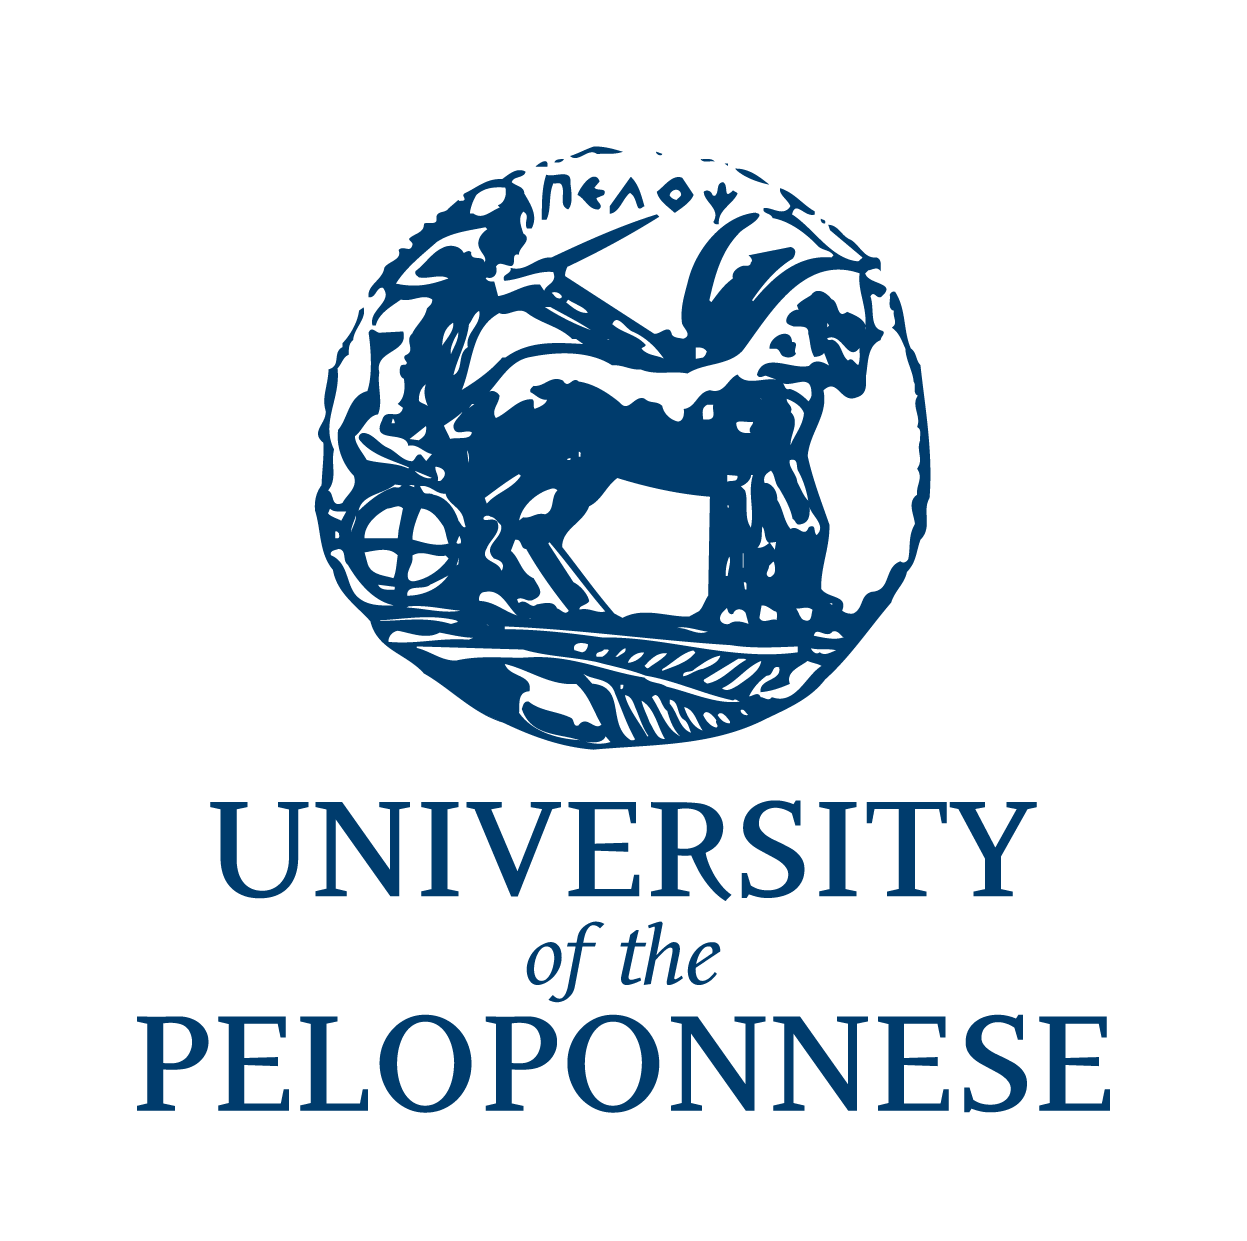 ΠΕΛΟΨ
UNIVERSITY
of the
PELOPONNESE